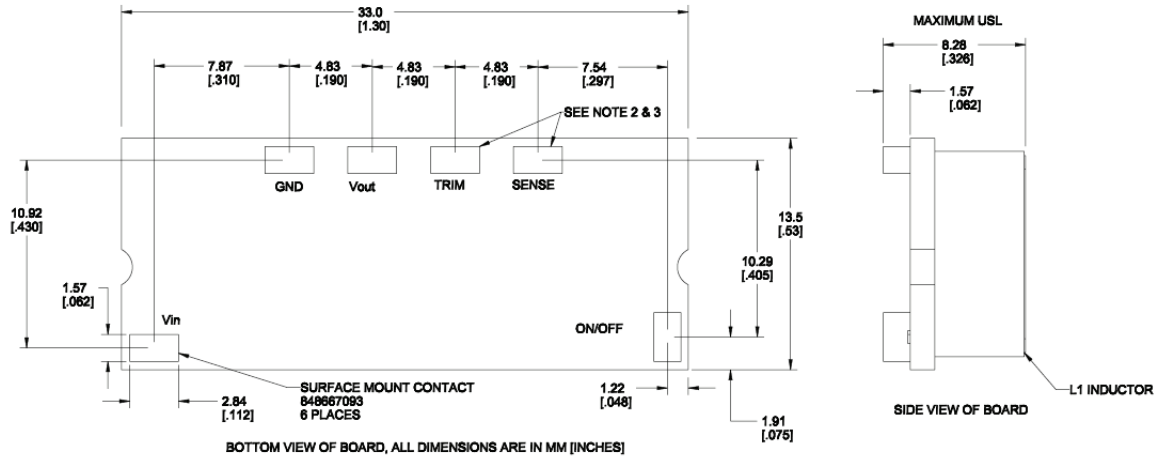 33.0
[1.30]
7.87
[.310]
4.83
[.190]
4.83
[.190]
4.83
[.190]
7.54
[.297]
SEE NOTE 2 & 3
GND
Vout
TRIM
SENSE
10.92
[.430]
1.57
[.062]
Vin
ON/OFF
10.29
[.405]
13.5
[.53]
SURFACE MOUNT CONTACT
848667093
6 PLACES
2.84
[.112]
1.22
[.048]
1.91
[.075]
BOTTOM VIEW OF BOARD, ALL DIMENSIONS ARE IN MM [INCHES]
MAXIMUM USL
8.28
[.326]
1.57
[.062]
L1 INDUCTOR
SIDE VIEW OF BOARD